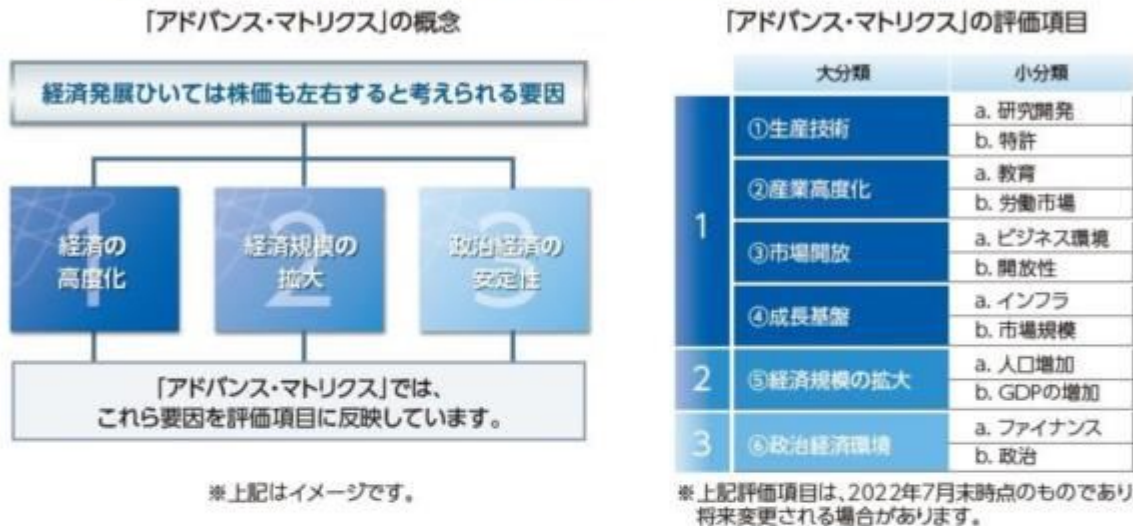 「アドバンス・マトリクス」の概念
経済発展ひいては株価も左右すると考えられる要因
1
経済の
高度化
2
経済規模の
拡大
3
政治経済の
安定性
「アドバンス・マトリクス」では、
これら要因を評価項目に反映しています。
※上記はイメージです。
「アドバンス・マトリクス」の評価項目
大分類 小分類
1
①生産技術
a. 研究開発
b. 特許
②産業高度化
a. 教育
b. 労働市場
③市場開放
a. ビジネス環境
b. 開放性
④成長基盤
a. インフラ
b. 市場規模
2
⑤経済規模の拡大
a. 人口増加
b. GDPの増加
3
⑥政治経済環境
a. ファイナンス
b. 政治
※上記評価項目は、2022年7月末時点のものであり
将来変更される場合があります。